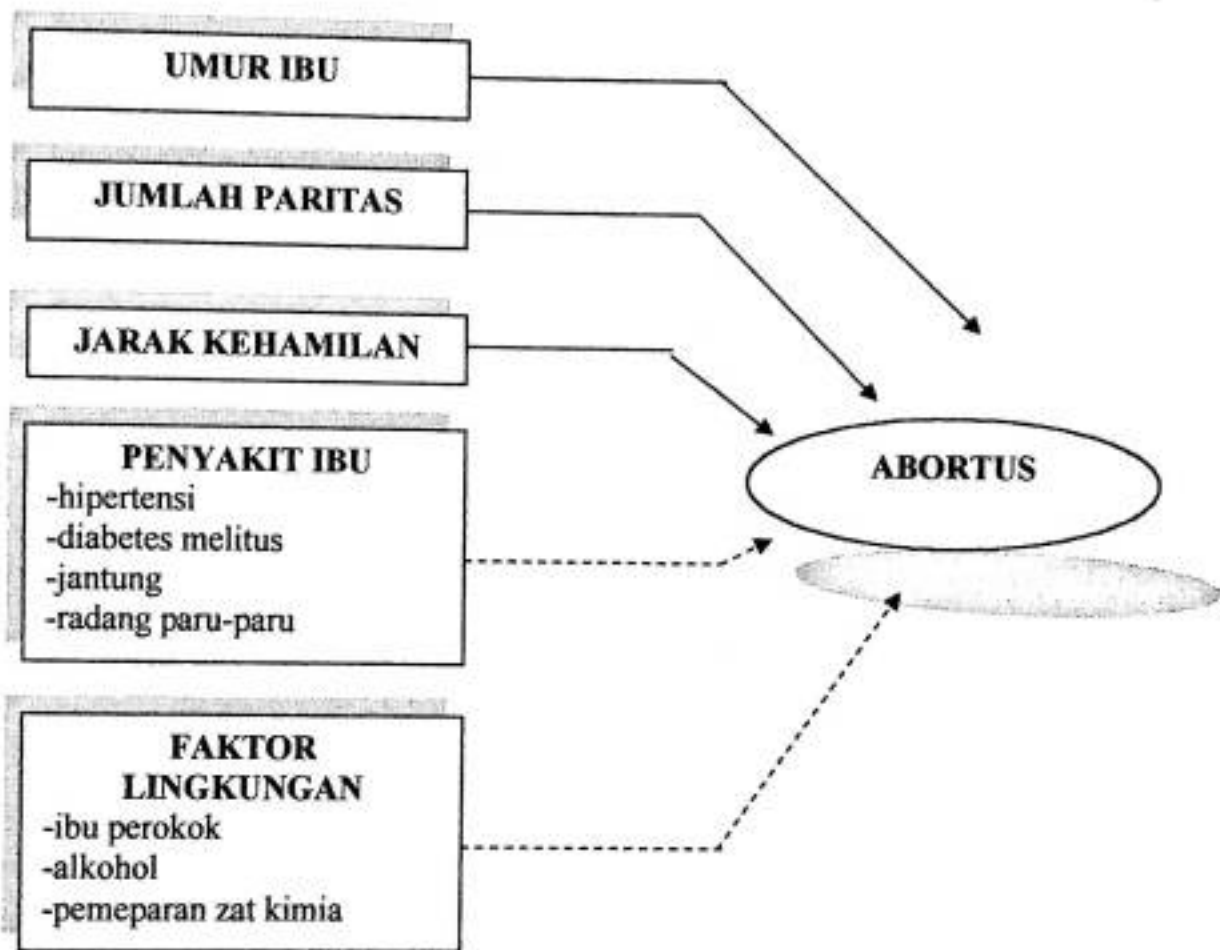 UMUR IBU
JUMLAH PARITAS
JARAK KEHAMILAN
PENYAKIT IBU
-hipertensi
-diabetes melitus
-jantung
-radang paru-paru
ABORTUS
FAKTOR
LINGKUNGAN
-ibu perokok
-alkohol
-pemeparan zat kimia